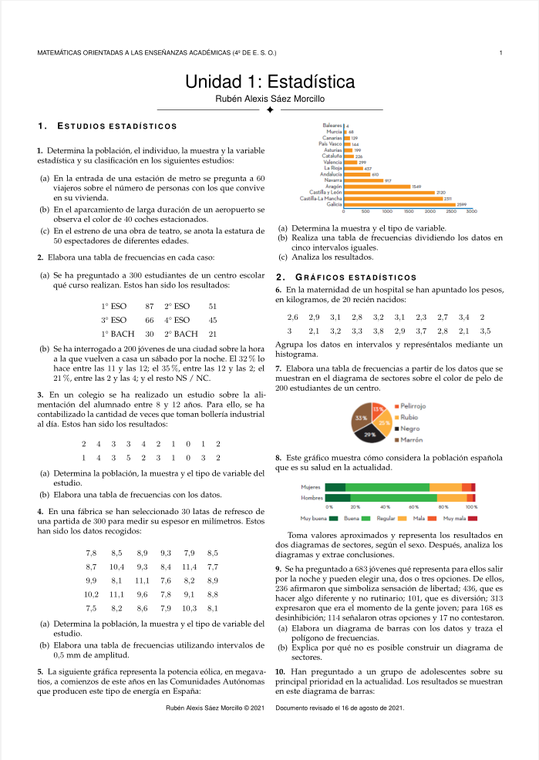 MATEMÁTICAS ORIENTADAS A LAS ENSEÑANZAS ACADÉMICAS (4º DE E. S. O.) 1
Unidad 1: Estadística
Rubén Alexis Sáez Morcillo
1. ESTUDIOS ESTADÍSTICOS
1. Determina la población, el individuo, la muestra y la variable
estadística y su clasificación en los siguientes estudios:
(a) En la entrada de una estación de metro se pregunta a 60
viajeros sobre el número de personas con los que convive
en su vivienda.
(b) En el aparcamiento de larga duración de un aeropuerto se
observa el color de 40 coches estacionados.
(c) En el estreno de una obra de teatro, se anota la estatura de
50 espectadores de diferentes edades.
2. Elabora una tabla de frecuencias en cada caso:
(a) Se ha preguntado a 300 estudiantes de un centro escolar
qué curso realizan. Estos han sido los resultados:
1º ESO 87 2º ESO 51
3º ESO 66 4º ESO 45
1º BACH 30 2º BACH 21
(b) Se ha interrogado a 200 jóvenes de una ciudad sobre la hora
a la que vuelven a casa un sábado por la noche. El 32 % lo
hace entre las 11 y las 12; el 35 %, entre las 12 y las 2; el
21 %, entre las 2 y las 4; y el resto NS / NC.
3. En un colegio se ha realizado un estudio sobre la ali-
mentación del alumnado entre 8 y 12 años. Para ello, se ha
contabilizado la cantidad de veces que toman bollería industrial
al día. Estos han sido los resultados:
2 4 3 3 4 2 1 0 1 2
1 4 3 5 2 3 1 0 3 2
(a) Determina la población, la muestra y el tipo de variable del
estudio.
(b) Elabora una tabla de frecuencias con los datos.
4. En una fábrica se han seleccionado 30 latas de refresco de
una partida de 300 para medir su espesor en milímetros. Estos
han sido los datos recogidos:
7,8 8,5 8,9 9,3 7,9 8,5
8,7 10,4 9,3 8,4 11,4 7,7
9,9 8,1 11,1 7,6 8,2 8,9
10,2 11,1 9,6 7,8 9,1 8,8
7,5 8,2 8,6 7,9 10,3 8,1
(a) Determina la población, la muestra y el tipo de variable del
estudio.
(b) Elabora una tabla de frecuencias utilizando intervalos de
0,5 mm de amplitud.
5. La siguiente gráfica representa la potencia eólica, en megava-
tios, a comienzos de este años en las Comunidades Autónomas
que producen este tipo de energía en España:
Baleares 4
Murcia 68
Canarias 139
País Vasco 144
Asturias 199
Cataluña 226
Valencia 299
La Rioja 437
Andalucía 610
Navarra 917
Aragón 1549
Castilla y León 2120
Castilla-La Mancha 2311
Galicia
0 500 1000 1500 2000 2500 3000
(a) Determina la muestra y el tipo de variable.
(b) Realiza una tabla de frecuencias dividiendo los datos en
cinco intervalos iguales.
(c) Analiza los resultados.
2. GRÁFICOS ESTADÍSTICOS
6. En la maternidad de un hospital se han apuntado los pesos,
en kilogramos, de 20 recién nacidos:
2,6 2,9 3,1 2,8 3,2 3,1 2,3 2,7 3,4 2
3 2,1 3,2 3,3 3,8 2,9 3,7 2,8 2,1 3,5
Agrupa los datos en intervalos y represéntalos mediante un
histograma.
7. Elabora una tabla de frecuencias a partir de los datos que se
muestran en el diagrama de sectores sobre el color de pelo de
200 estudiantes de un centro.
13% 25% 29% 33%
Pelirrojo
Rubio
Negro
Marrón
8. Este gráfico muestra cómo considera la población española
que es su salud en la actualidad.
Mujeres
Hombres
0 % 20 % 40 % 60 % 80 % 100 %
Muy buena Buena Regular Mala Muy mala
Toma valores aproximados y representa los resultados en
dos diagramas de sectores, según el sexo. Después, analiza los
diagramas y extrae conclusiones.
9. Se ha preguntado a 683 jóvenes qué representa para ellos salir
por la noche y pueden elegir una, dos o tres opciones. De ellos,
236 afirmaron que simboliza sensación de libertad; 436, que es
hacer algo diferente y no rutinario; 101, que es diversión; 313
expresaron que era el momento de la gente joven; para 168 es
desinhibición; 114 señalaron otras opciones y 17 no contestaron.
(a) Elabora un diagrama de barras con los datos y traza el
polígono de frecuencias.
(b) Explica por qué no es posible construir un diagrama de
sectores.
10. Han preguntado a un grupo de adolescentes sobre su
principal prioridad en la actualidad. Los resultados se muestran
en este diagrama de barras:
Rubén Alexis Sáez Morcillo © 2021 Documento revisado el 16 de agosto de 2021.